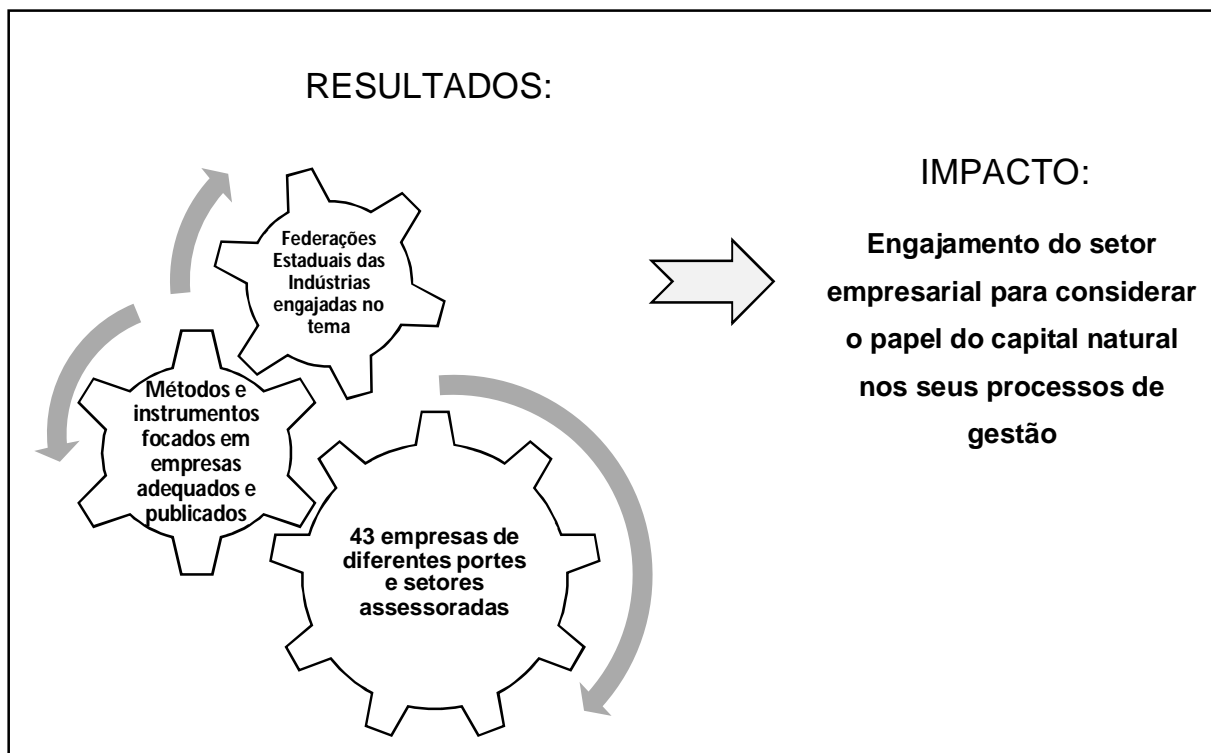 RESULTADOS:
Federações
Estaduais das
Indústrias
engajadas no
tema
Métodos e
instrumentos
focados em
empresas
adequados e
publicados
43 empresas de
diferentes portes
e setores
assessoradas
IMPACTO:
Engajamento do setor
empresarial para considerar
o papel do capital natural
nos seus processos de
gestão